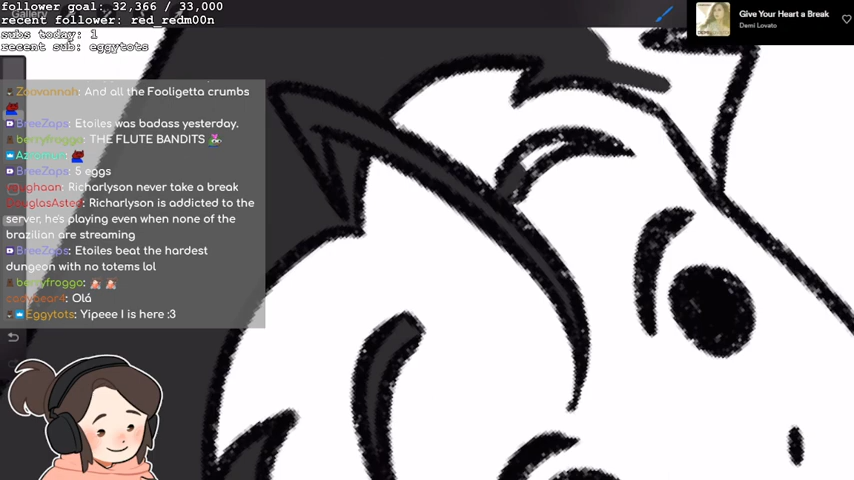 follower goal: 32,366 / 33,000
recent follower: red_redm00n
subs today: 1
recent sub: eggytots
Gallery
Give Your Heart a Break
Demi Lovato
Zoovannah: And all the Fooligetta crumbs
BreeZaps: Etoiles was badass yesterday.
berryfroggo: THE FLUTE BANDITS
BreeZaps: 5 eggs
Richarlyson never take a break
DouglasAsted: Richarlyson is addicted to the
server, he's playing even when none of the
brazilian are streaming
BreeZaps: Etoiles beat the hardest
dungeon with no totems lol
berryfroggo:
Olá
Eggytots: Yipeee I is here :3